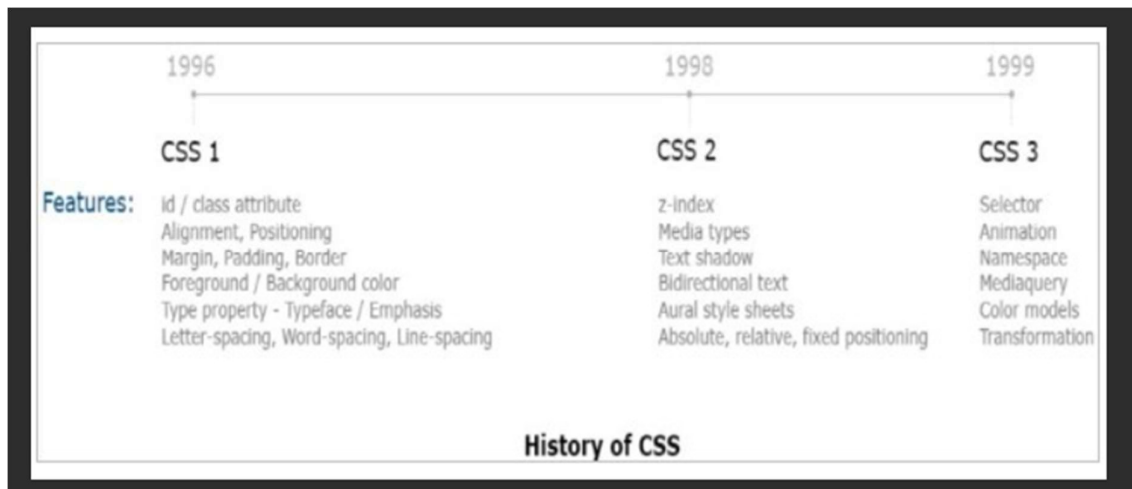 1996 1998 1999
CSS 1 CSS 2 CSS 3
Features: id / class attribute z-index Selector
Alignment, Positioning Media types Animation
Margin, Padding, Border Text shadow Namespace
Foreground / Background color Bidirectional text Mediaquery
Type property - Typeface / Emphasis Aural style sheets Color models
Letter-spacing, Word-spacing, Line-spacing Absolute, relative, fixed positioning Transformation
History of CSS